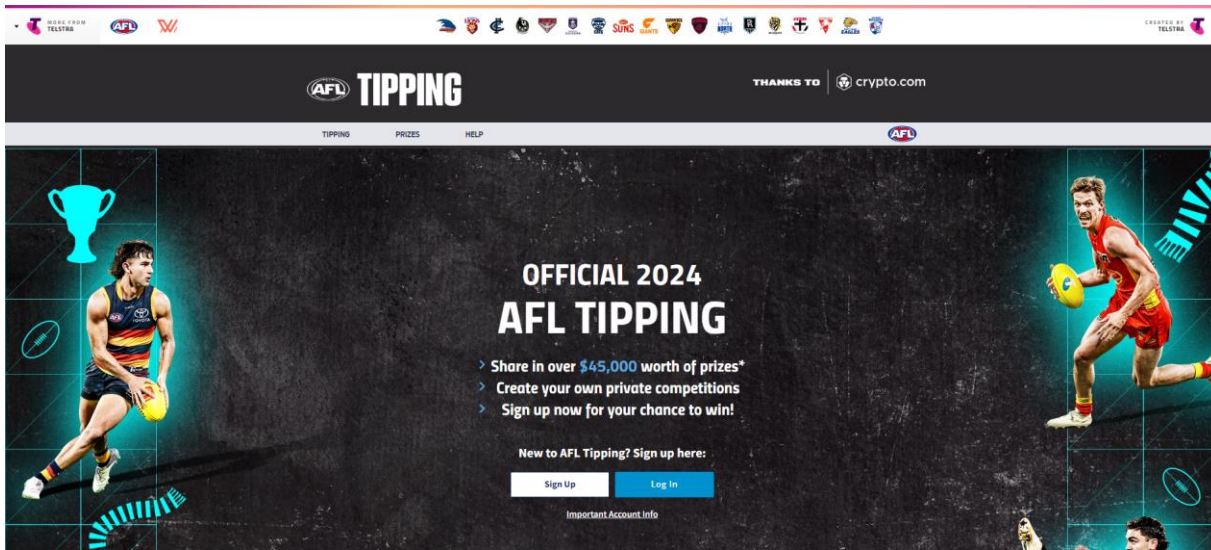 MORE FROM
TELSTRA
AFL
SUNS
GIANTS
NORTH
EAGLES
CREATED BY
TELSTRA
AFL TIPPING
THANKS TO crypto.com
TIPPING PRIZES HELP AFL
OFFICIAL 2024
AFL TIPPING
> Share in over $45,000 worth of prizes*
> Create your own private competitions
> Sign up now for your chance to win!
New to AFL Tipping? Sign up here:
Sign Up Log In
Important Account Info
TOYOTA